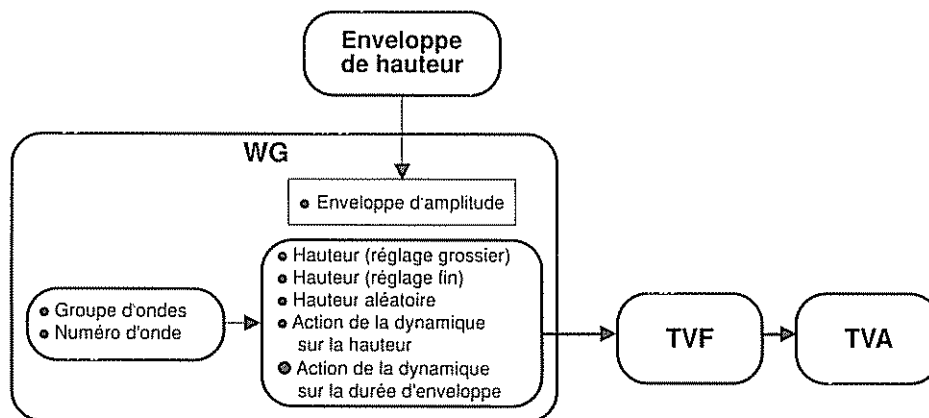 Enveloppe
de hauteur
WG
• Enveloppe d'amplitude
• Hauteur (réglage grossier)
• Hauteur (réglage fin)
• Hauteur aléatoire
• Action de la dynamique
sur la hauteur
• Action de la dynamique
sur la durée d'enveloppe
• Groupe d'ondes
• Numéro d'onde
TVF
TVA